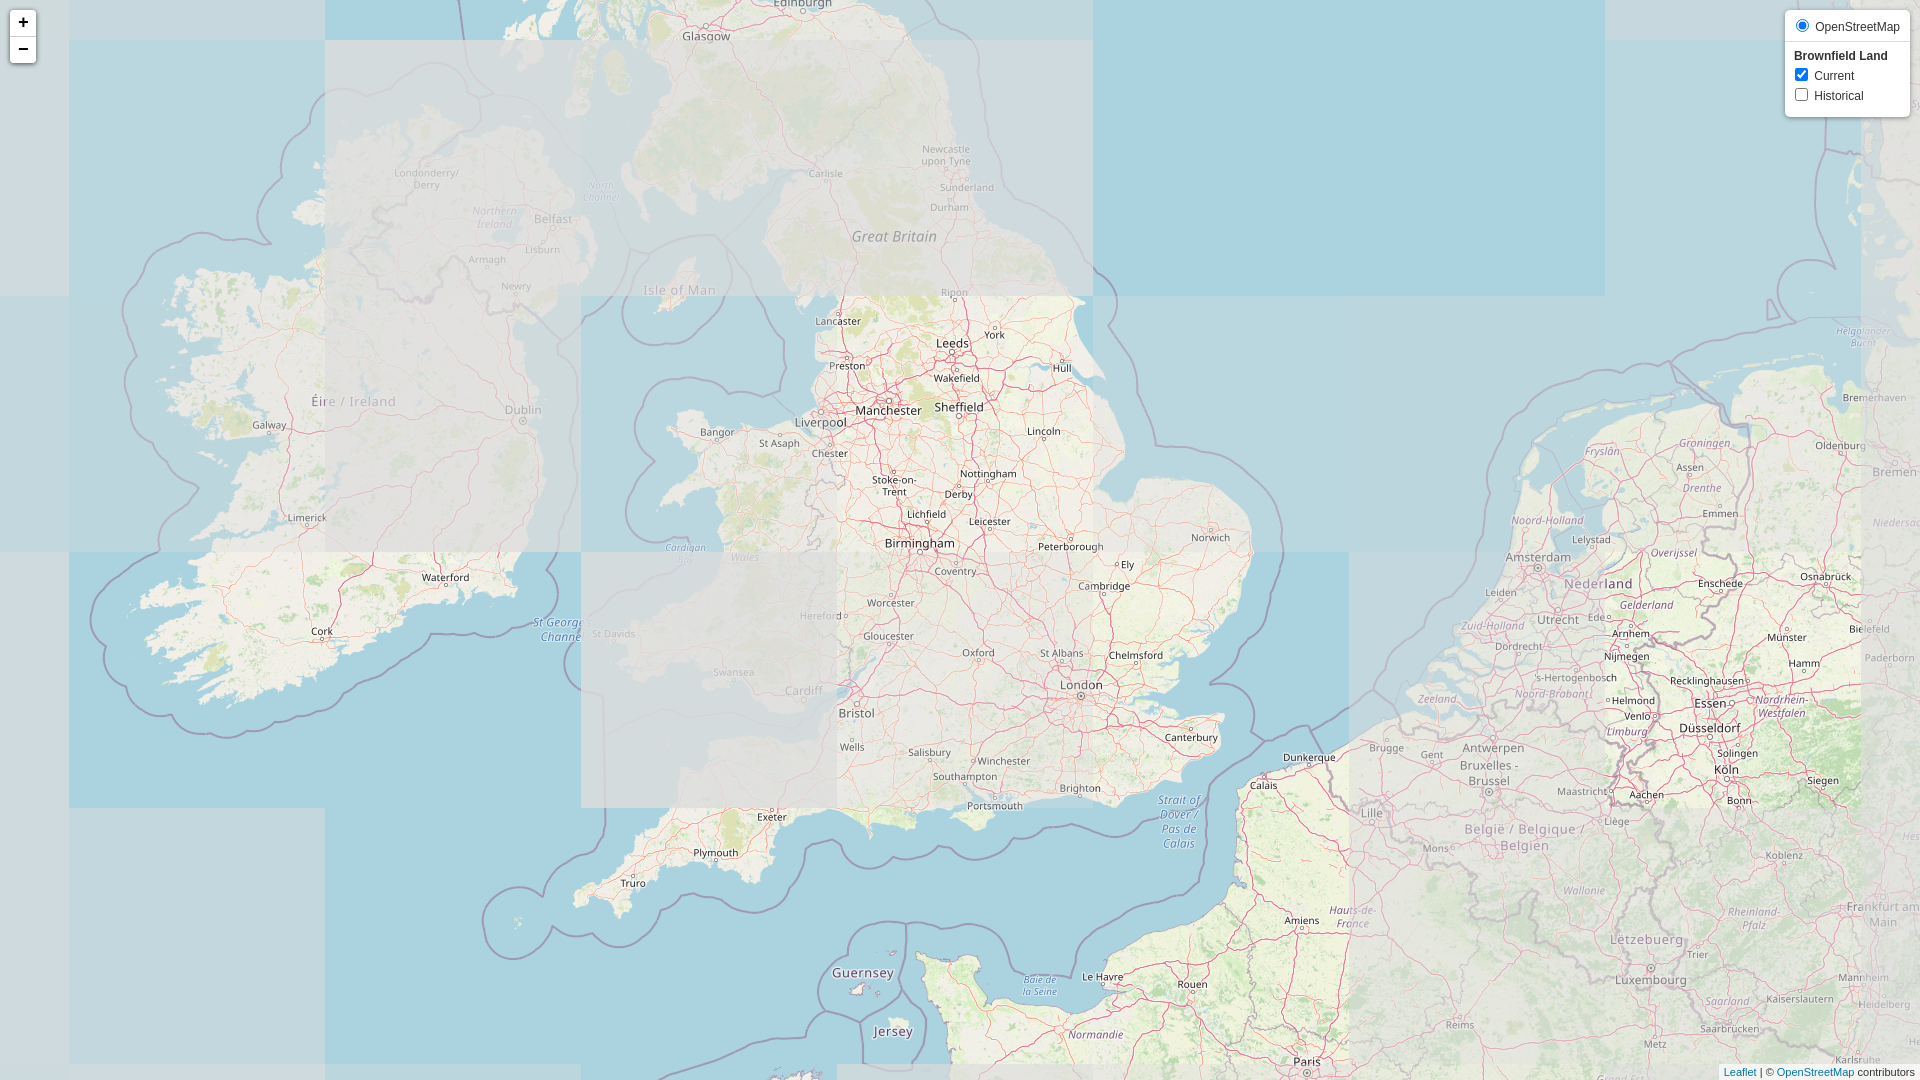 +
−
OpenStreetMap
Brownfield Land
Current
Historical
Edinburgh
Glasgow
Newcastle
upon Tyne
Londonderry/
Derry
Carlisle
Sunderland
North
Channe
Durham
Northern
Ireland
Belfast
Great Britain
Lisburn
Armagh
Newry
Isle of Man
Ripon
Lancaster
York
Leeds
Helgoländer
Bucht
Preston
Hull
Wakefield
Éire / Ireland
Dublin
Manchester
Sheffield
Bremerhaven
Galway
Liverpool
Bangor
Lincoln
St Asaph
Groningen
Oldenburg
Chester
Fryslân
Assen
Bremen
Stoke-on-
Trent
Nottingham
Derby
Drenthe
Limerick
Lichfield
Leicester
Emmen
Noord-Holland
Niedersac
Birmingham
Peterborough
Norwich
Lelystad
Cardigan
Wales
Amsterdam
Overijssel
Waterford
Coventry
Ely
Cambridge
Nederland
Enschede
Osnabrück
Leiden
Worcester
Gelderland
Hereford
St George
Channe
Cork
St Davids
Gloucester
Zuid-Holland
Utrecht
Ede
Arnhem
Bielefeld
Münster
Oxford
St Albans
Chelmsford
Dordrecht
Nijmegen
Paderborn
Hamm
Swansea
Cardiff
London
's-Hertogenbosch
Noord-Brabant
Recklinghausen
Zeeland
Helmond
Essen
Nordrhein-
Westfalen
Bristol
Venlo
Limburg
Düsseldorf
Canterbury
Wells
Salisbury
Winchester
Brugge
Gent
Antwerpen
Solingen
Dunkerque
Bruxelles -
Brussel
Köln
Southampton
Brighton
Calais
Maastricht
Aachen
Siegen
Portsmouth
Strait of
Dover /
Pas de
Calais
Bonn
Exeter
Lille
Liège
België / Belgique /
Belgien
Plymouth
Mons
Koblenz
Truro
Wallonie
Amiens
Hauts-de-
France
Frankfurt am
Main
Rheinland-
Pfalz
Lëtzebuerg
Trier
Guernsey
Le Havre
Baie de
la Seine
Rouen
Luxembourg
Mannheim
Kaiserslautern
Saarland
Heidelberg
Jersey
Normandie
Reims
Saarbrücken
Metz
Paris
Karlsruhe
Grand Est
Leaflet | © OpenStreetMap contributors